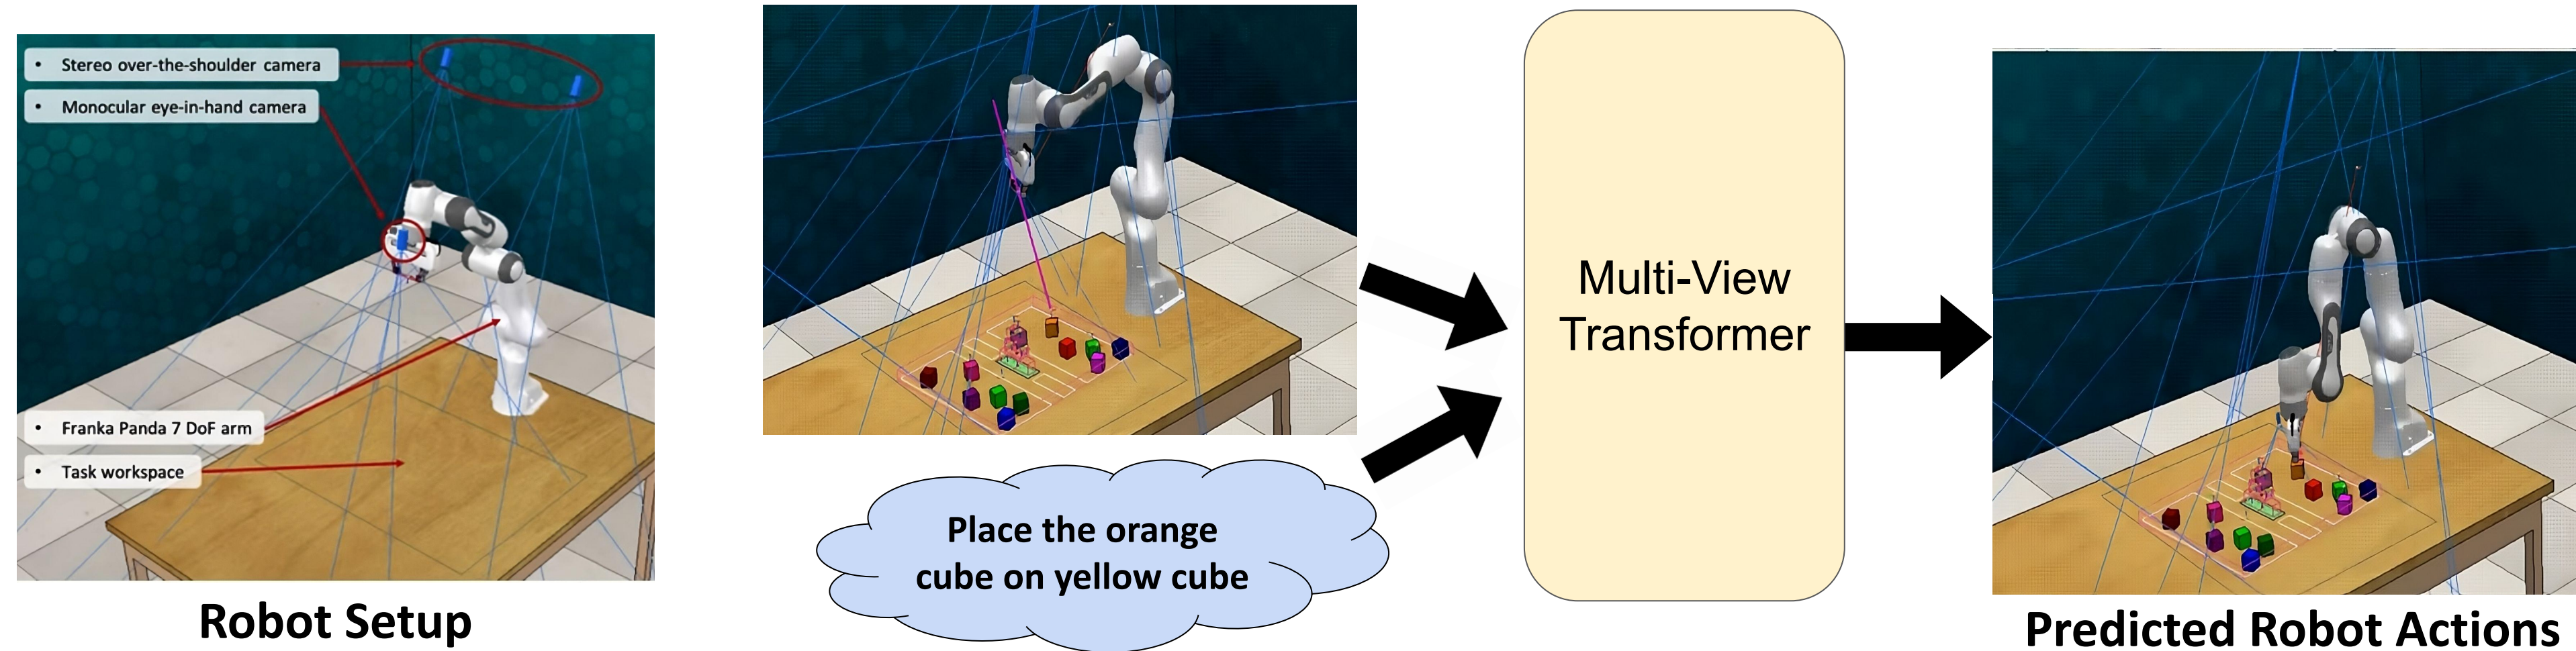 • Stereo over-the-shoulder camera
• Monocular eye-in-hand camera
• Franka Panda 7 DoF arm
• Task workspace
Robot Setup
Place the orange
cube on yellow cube
Multi-View
Transformer
Predicted Robot Actions